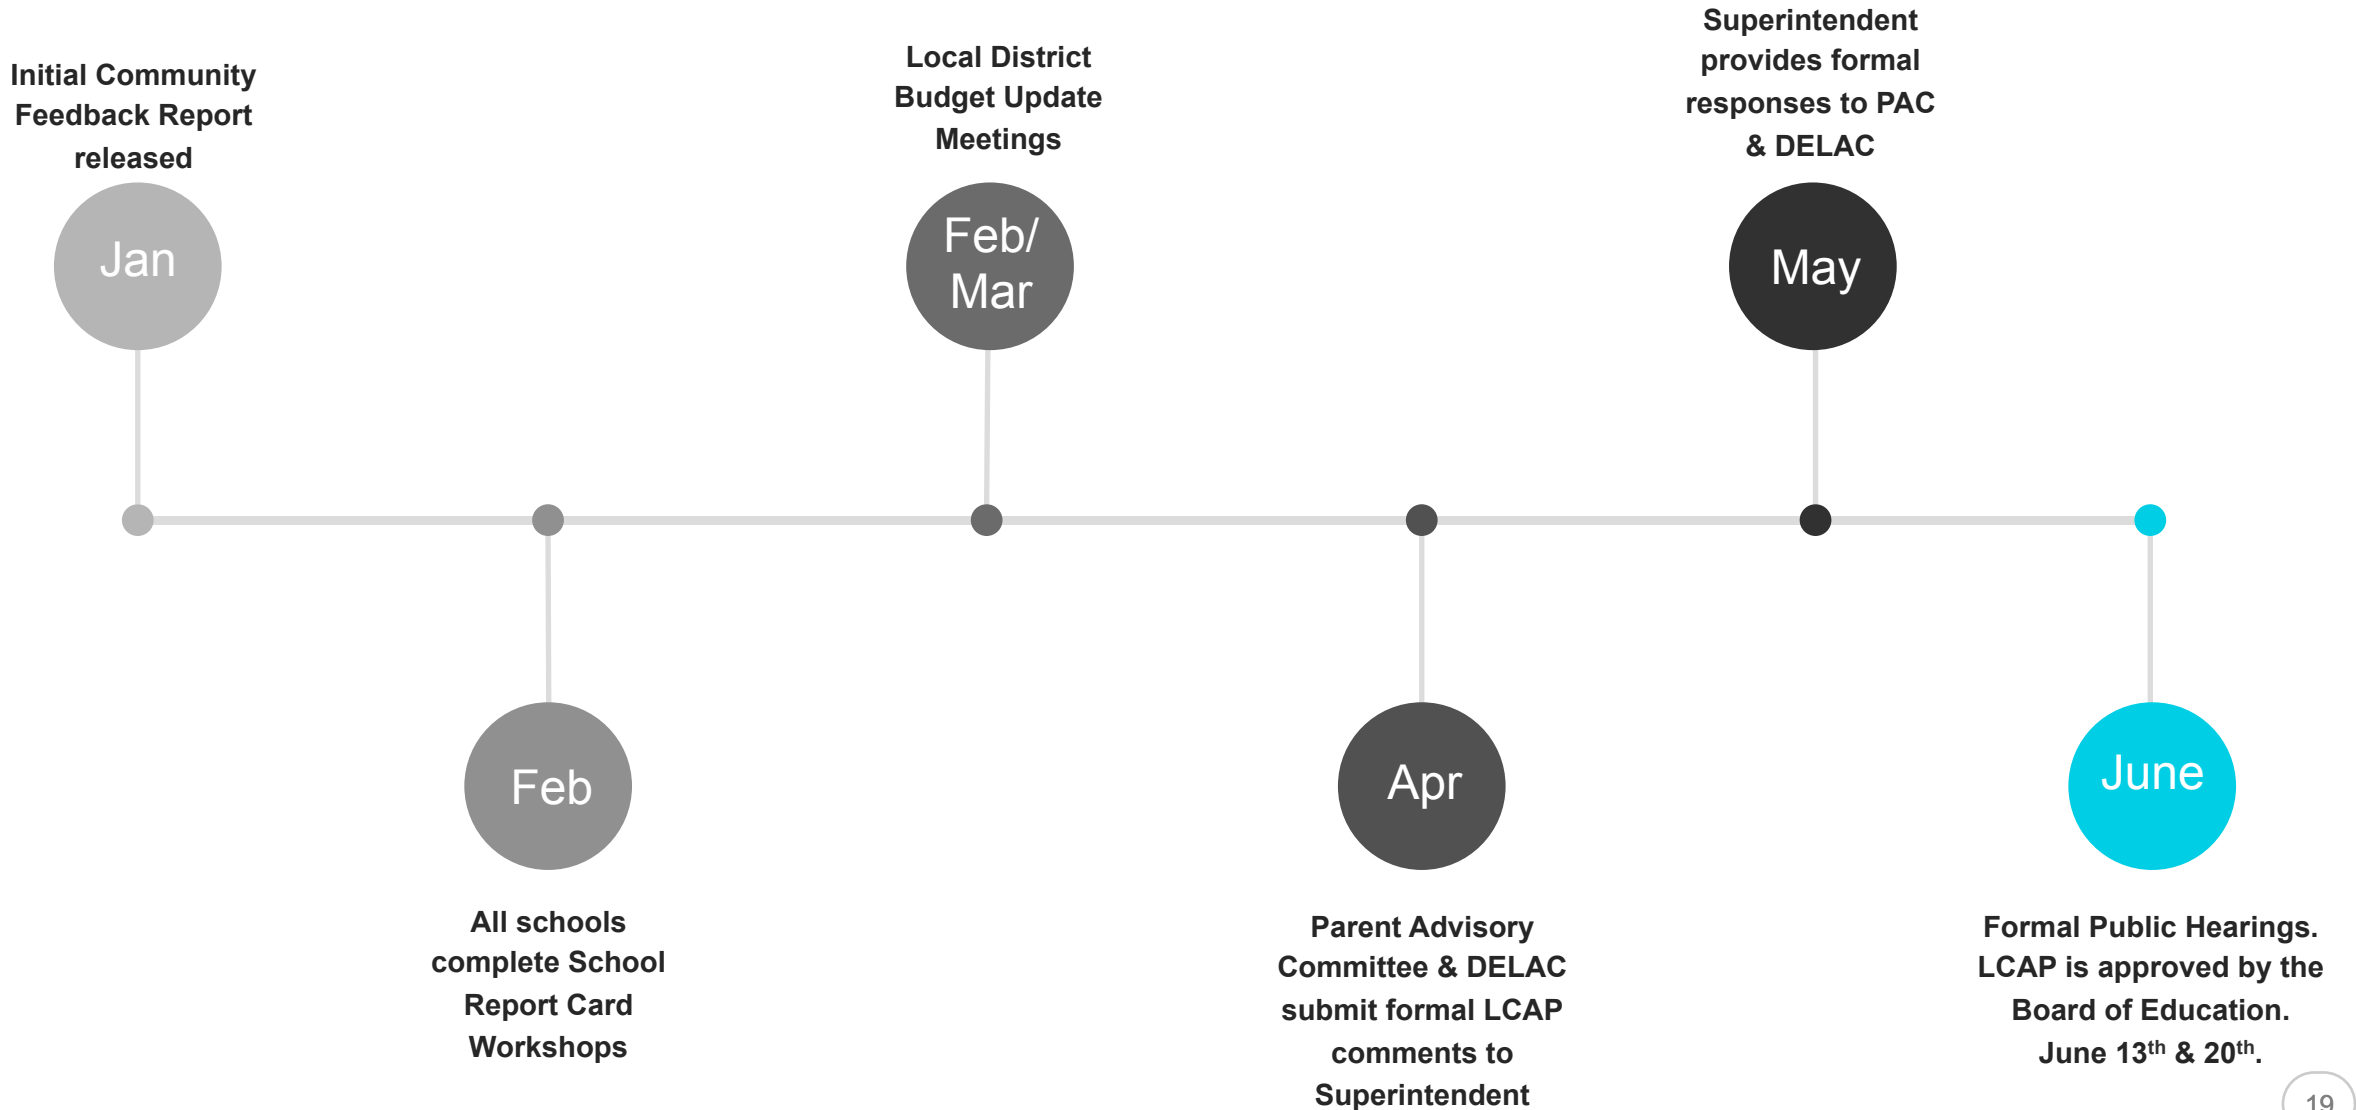 Initial Community
Feedback Report
released
Jan
All schools
complete School
Report Card
Workshops
Feb
Local District
Budget Update
Meetings
Feb/
Mar
Apr
Parent Advisory
Committee & DELAC
submit formal LCAP
comments to
Superintendent
Superintendent
provides formal
responses to PAC
& DELAC
May
June
Formal Public Hearings.
LCAP is approved by the
Board of Education.
June 13th & 20th.
19